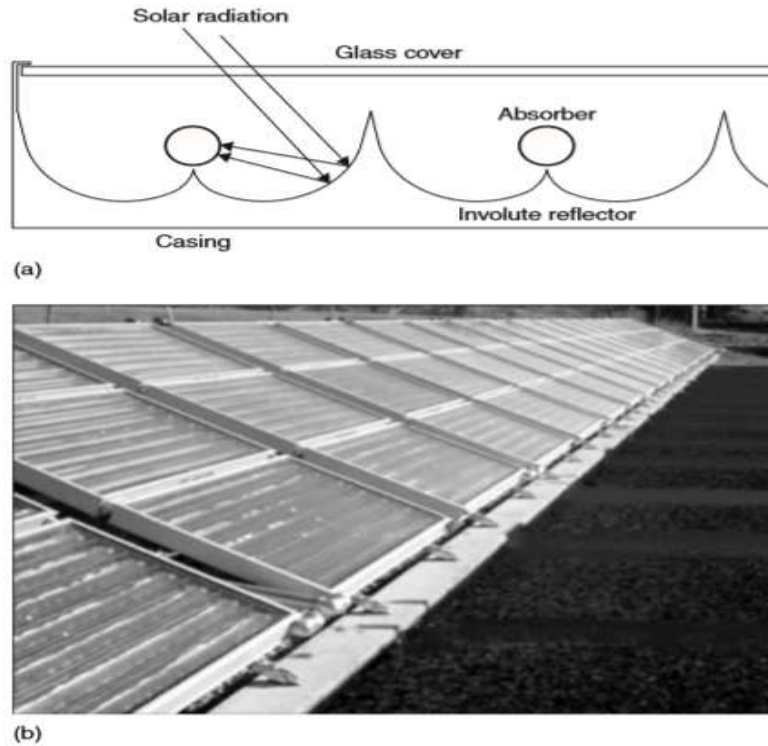 Solar radiation
Glass cover
Absorber
Involute reflector
Casing
(a)
(b)